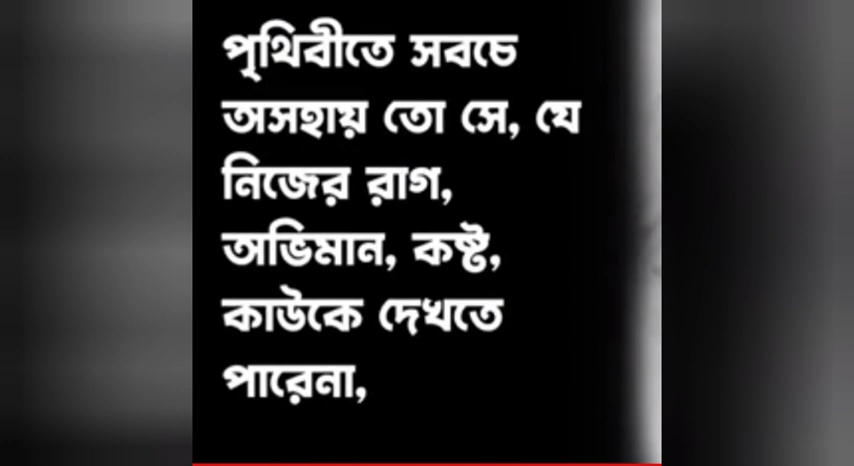 পৃথিবীতে সবচে
অসহায় তো সে, যে
নিজের রাগ,
অভিমান, কষ্ট,
কাউকে দেখতে
পারেনা,